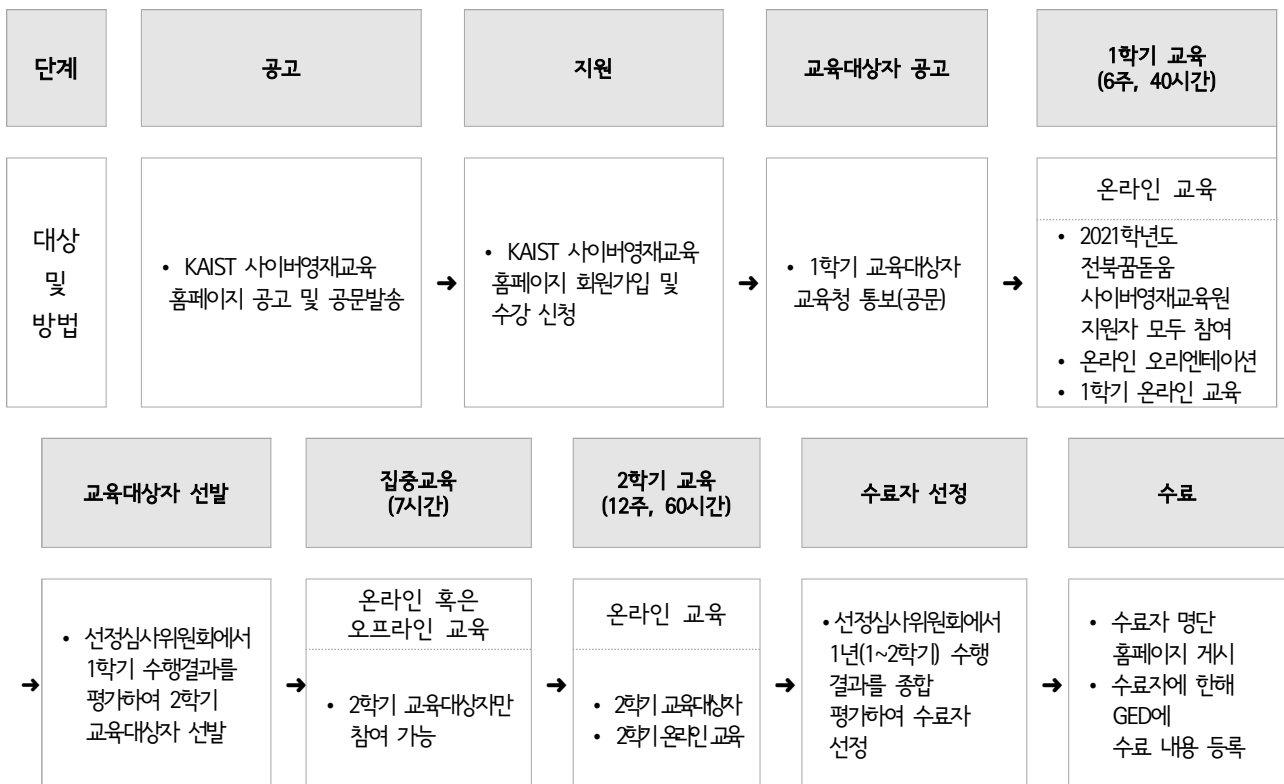 단계
공고
지원
교육대상자 공고
1학기 교육
(6주, 40시간)
대상
및
방법
• KAIST 사이버영재교육
홈페이지 공고 및 공문발송
➜
• KAIST 사이버영재교육
홈페이지 회원가입 및
수강 신청
➜
• 1학기 교육대상자
교육청 통보(공문)
➜
온라인 교육
• 2021학년도
전북꿈돋움
사이버영재교육원
지원자 모두 참여
• 온라인 오리엔테이션
• 1학기 온라인 교육
교육대상자 선발
집중교육
(7시간)
2학기 교육
(12주, 60시간)
수료자 선정
수료
➜
• 선정심사위원회에서
1학기 수행결과를
평가하여 2학기
교육대상자 선발
➜
온라인 혹은
오프라인 교육
• 2학기 교육대상자만
참여 가능
➜
온라인 교육
• 2학기 교육대상자
• 2학기 온라인 교육
➜
• 선정심사위원회에서
1년(1~2학기) 수행
결과를 종합
평가하여 수료자
선정
➜
• 수료자 명단
홈페이지 게시
• 수료자에 한해
GED에
수료 내용 등록